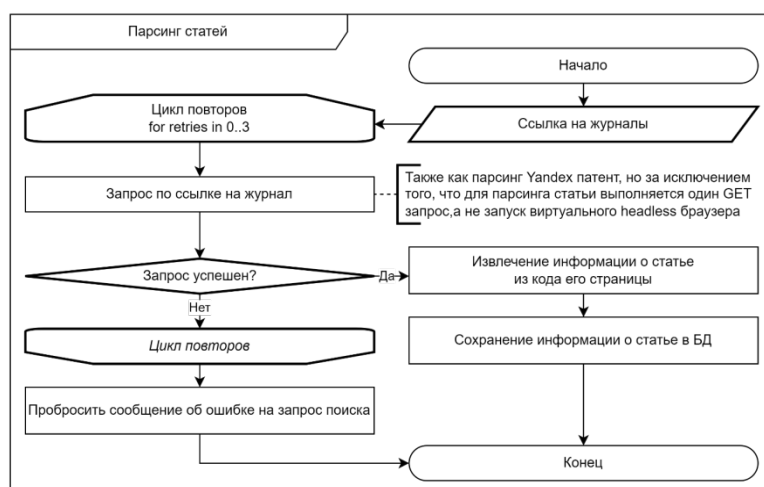 Парсинг статей
Начало
Цикл повторов
for retries in 0..3
Ссылка на журналы
Запрос по ссылке на журнал
Также как парсинг Yandex патент, но за исключением
того, что для парсинга статьи выполняется один GET
запрос,а не запуск виртуального headless браузера
Запрос успешен?
Да
Извлечение информации о статье
из кода его страницы
Нет
Цикл повторов
Сохранение информации о статье в БД
Пробросить сообщение об ошибке на запрос поиска
Конец